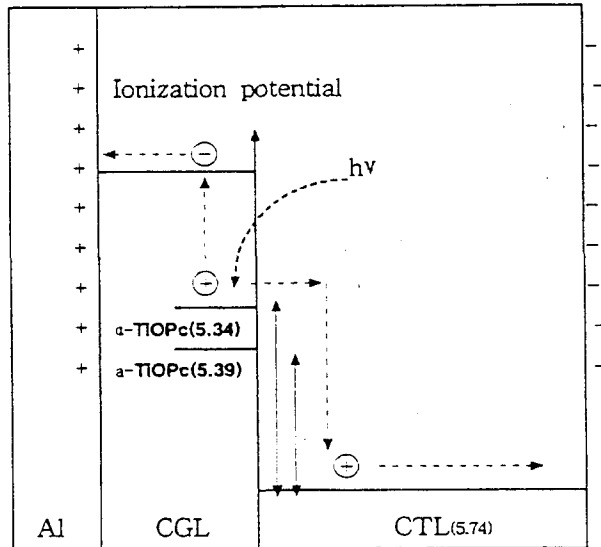 Ionization potential
hν
α-TIOPc(5.34)
a-TIOPc(5.39)
Al
CGL
CTL(5.74)